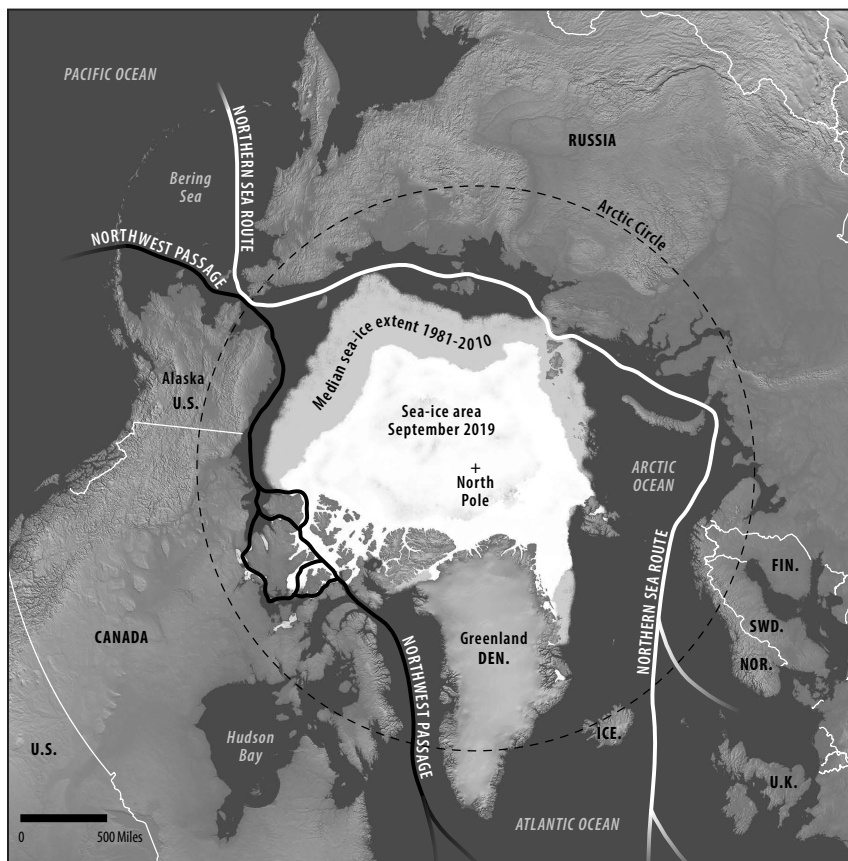 PACIFIC OCEAN
NORTHERN SEA ROUTE
RUSSIA
Bering
Sea
Arctic Circle
NORTHWEST PASSAGE
Median sea-ice extent 1981-2010
Alaska
U.S.
Sea-ice area
September 2019
+
North
Pole
ARCTIC
OCEAN
NORTHERN SEA ROUTE
FIN.
SWD.
NOR.
CANADA
Greenland
DEN.
NORTHWEST PASSAGE
ICE.
Hudson
Bay
U.S.
U.K.
0 500 Miles
ATLANTIC OCEAN